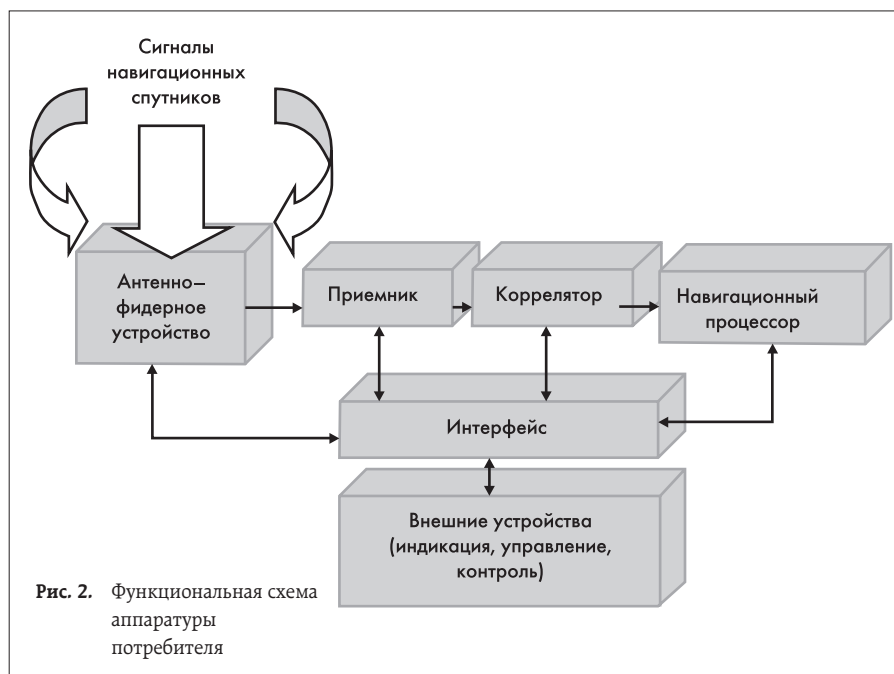 Сигналы
навигационных
спутников
Антенно–
фидерное
устройство
Приемник
Коррелятор
Навигационный
процессор
Интерфейс
Внешние устройства
(индикация, управление,
контроль)
Рис. 2. Функциональная схема
аппаратуры
потребителя